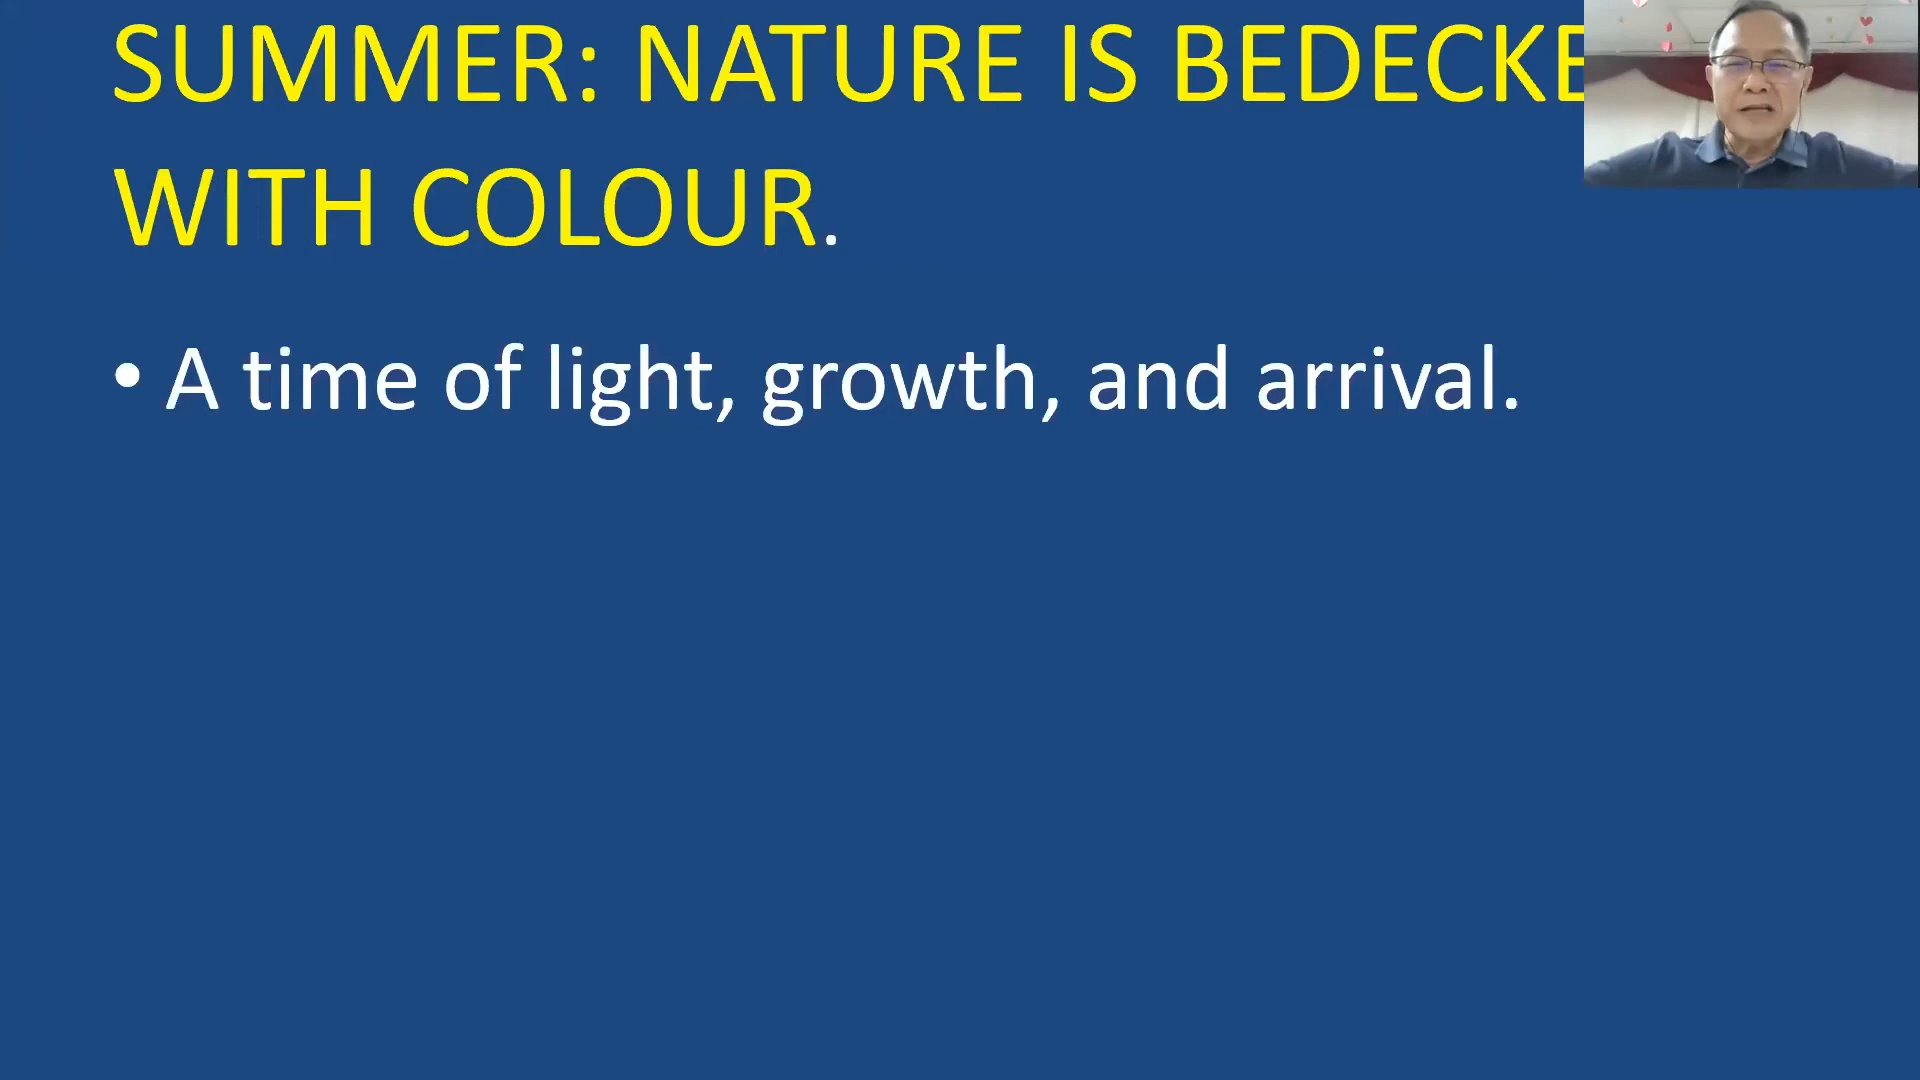 SUMMER: NATURE IS BEDECKE
WITH COLOUR.
• A time of light, growth, and arrival.